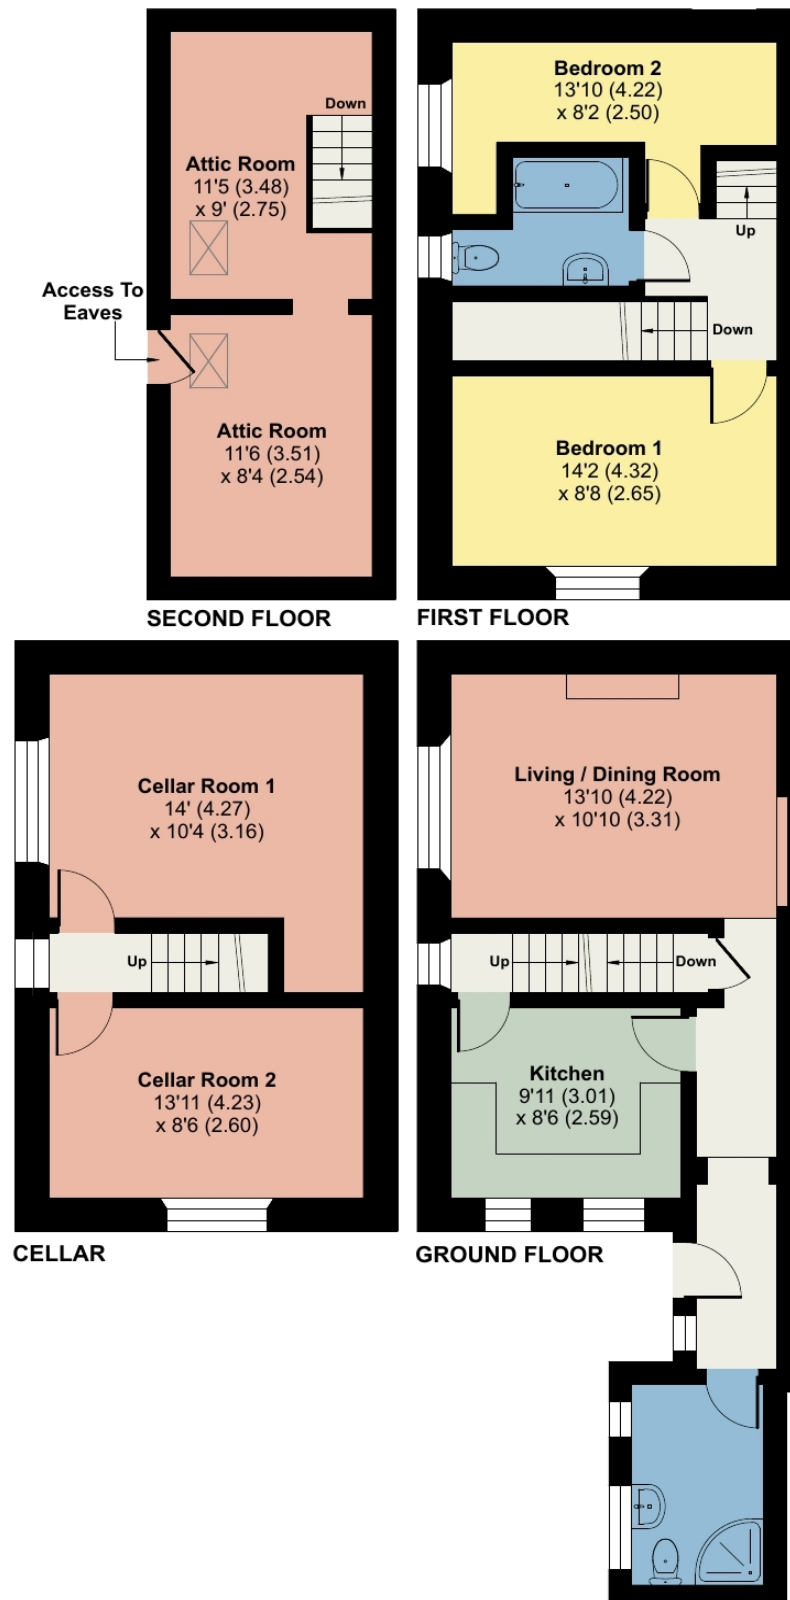 Down
Attic Room
11'5 (3.48)
x 9' (2.75)
Access To
Eaves
Attic Room
11'6 (3.51)
x 8'4 (2.54)
SECOND FLOOR
Bedroom 2
13'10 (4.22)
x 8'2 (2.50)
Up
Down
Bedroom 1
14'2 (4.32)
x 8'8 (2.65)
FIRST FLOOR
Cellar Room 1
14' (4.27)
x 10'4 (3.16)
Up
Cellar Room 2
13'11 (4.23)
x 8'6 (2.60)
CELLAR
Living / Dining Room
13'10 (4.22)
x 10'10 (3.31)
Up
Down
Kitchen
9'11 (3.01)
x 8'6 (2.59)
GROUND FLOOR